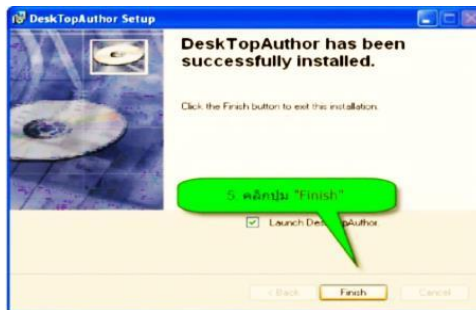 DeskTopAuthor Setup
DeskTopAuthor has been
successfully installed.
Click the Finish button to exit this installation.
5. คลิกปุ่ม "Finish"
Launch DeskTopAuthor
< Back
Finish
Cancel